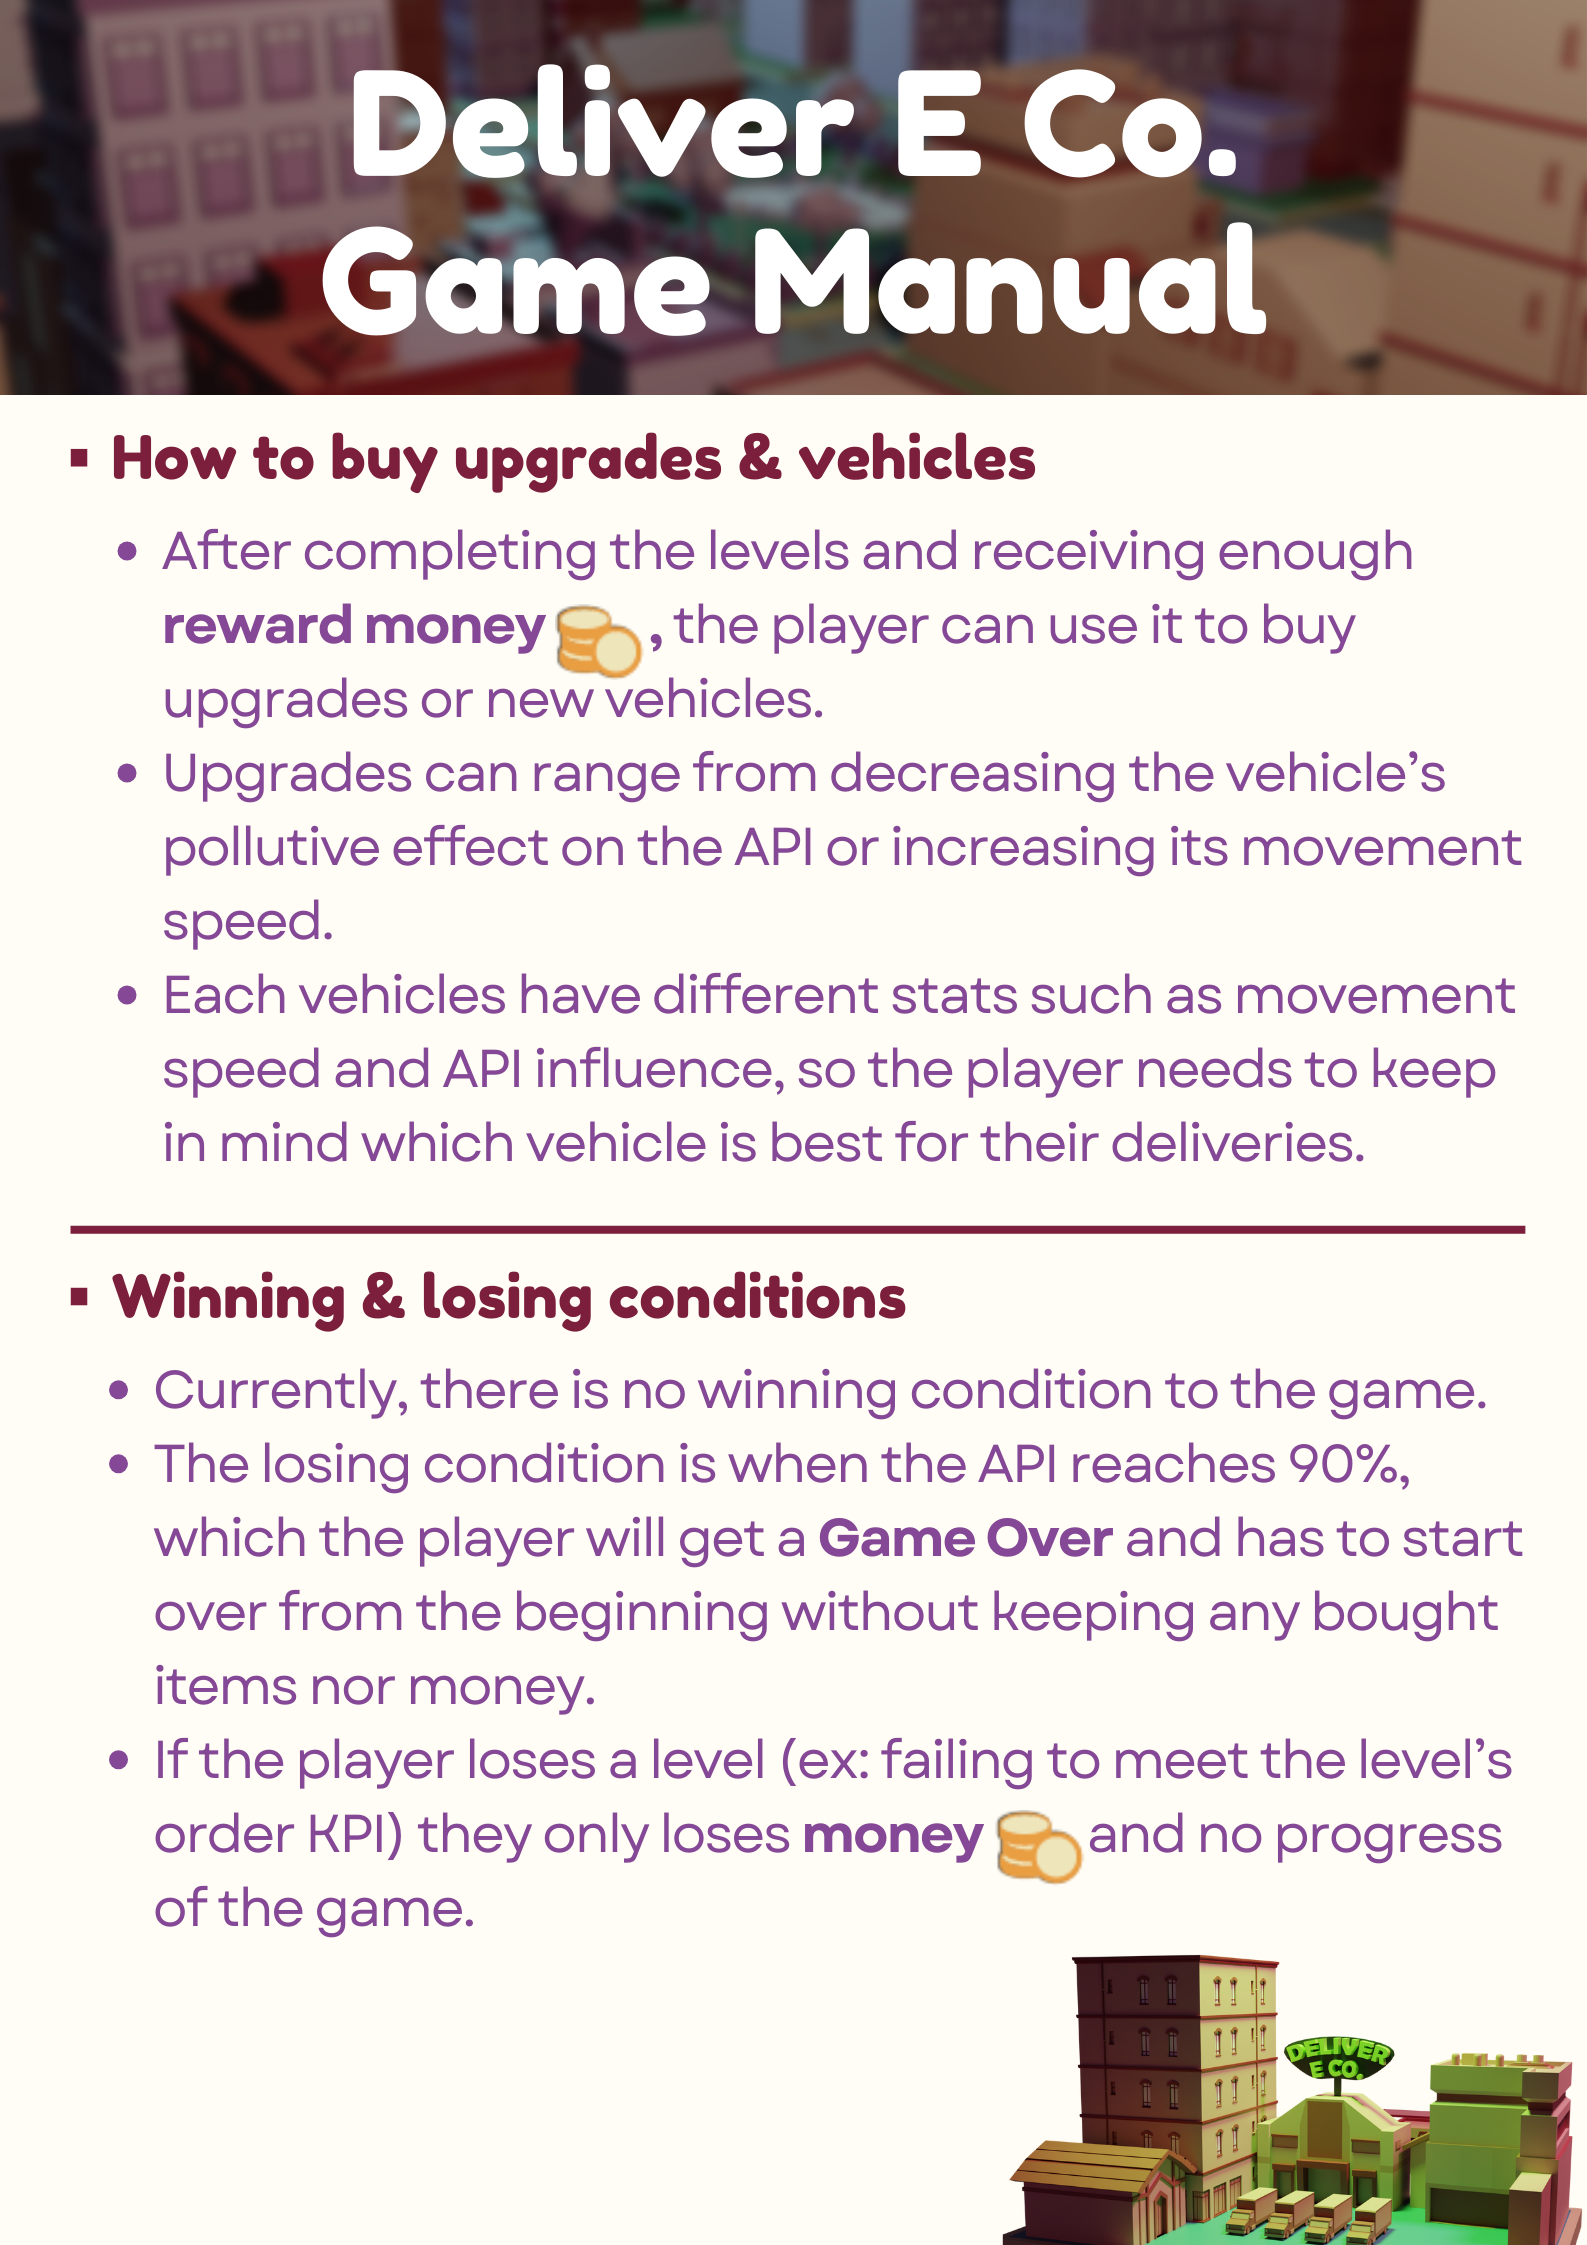 Deliver E Co.
Game Manual
How to buy upgrades & vehicles
After completing the levels and receiving enough
reward money , the player can use it to buy
upgrades or new vehicles.
Upgrades can range from decreasing the vehicle’s
pollutive effect on the API or increasing its movement
speed.
Each vehicles have different stats such as movement
speed and API influence, so the player needs to keep
in mind which vehicle is best for their deliveries.
Winning & losing conditions
Currently, there is no winning condition to the game.
The losing condition is when the API reaches 90%,
which the player will get a Game Over and has to start
over from the beginning without keeping any bought
items nor money.
If the player loses a level (ex: failing to meet the level’s
order KPI) they only loses money and no progress
of the game.
DELIVER
E CO.